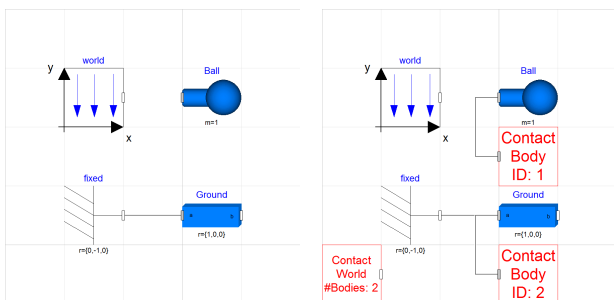 world
y
x
Ball
m=1
fixed
r={0,-1,0}
Ground
a
b
r={1,0,0}
world
y
x
Ball
m=1
Contact
Body
ID: 1
fixed
r={0,-1,0}
Ground
a
b
r={1,0,0}
Contact
World
#Bodies: 2
Contact
Body
ID: 2